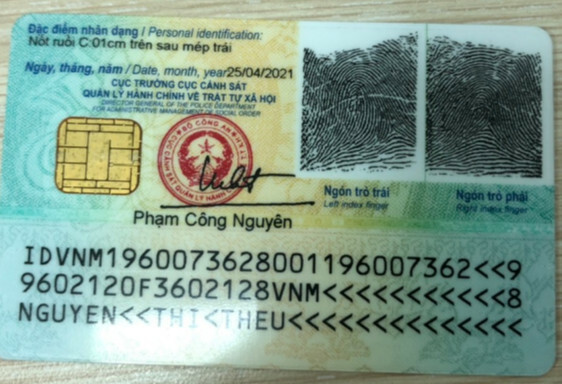 Đặc điểm nhân dạng / Personal identification:
Nốt ruồi C:01cm trên sau mép trái
Ngày, tháng, năm / Date, month, year 25/04/2021
CỤC TRƯỞNG CỤC CẢNH SÁT
QUẢN LÝ HÀNH CHÍNH VỀ TRẬT TỰ XÃ HỘI
DIRECTOR GENERAL OF THE POLICE DEPARTMENT
FOR ADMINISTRATIVE MANAGEMENT OF SOCIAL ORDER
Phạm Công Nguyên
Ngón trỏ trái
Left index finger
Ngón trỏ phải
Right index finger
IDVNM1960073628001196007362<<9
9602120F3602128VNM<<<<<<<<<<<8
NGUYEN<<THI<THEU<<<<<<<<<<<<<<